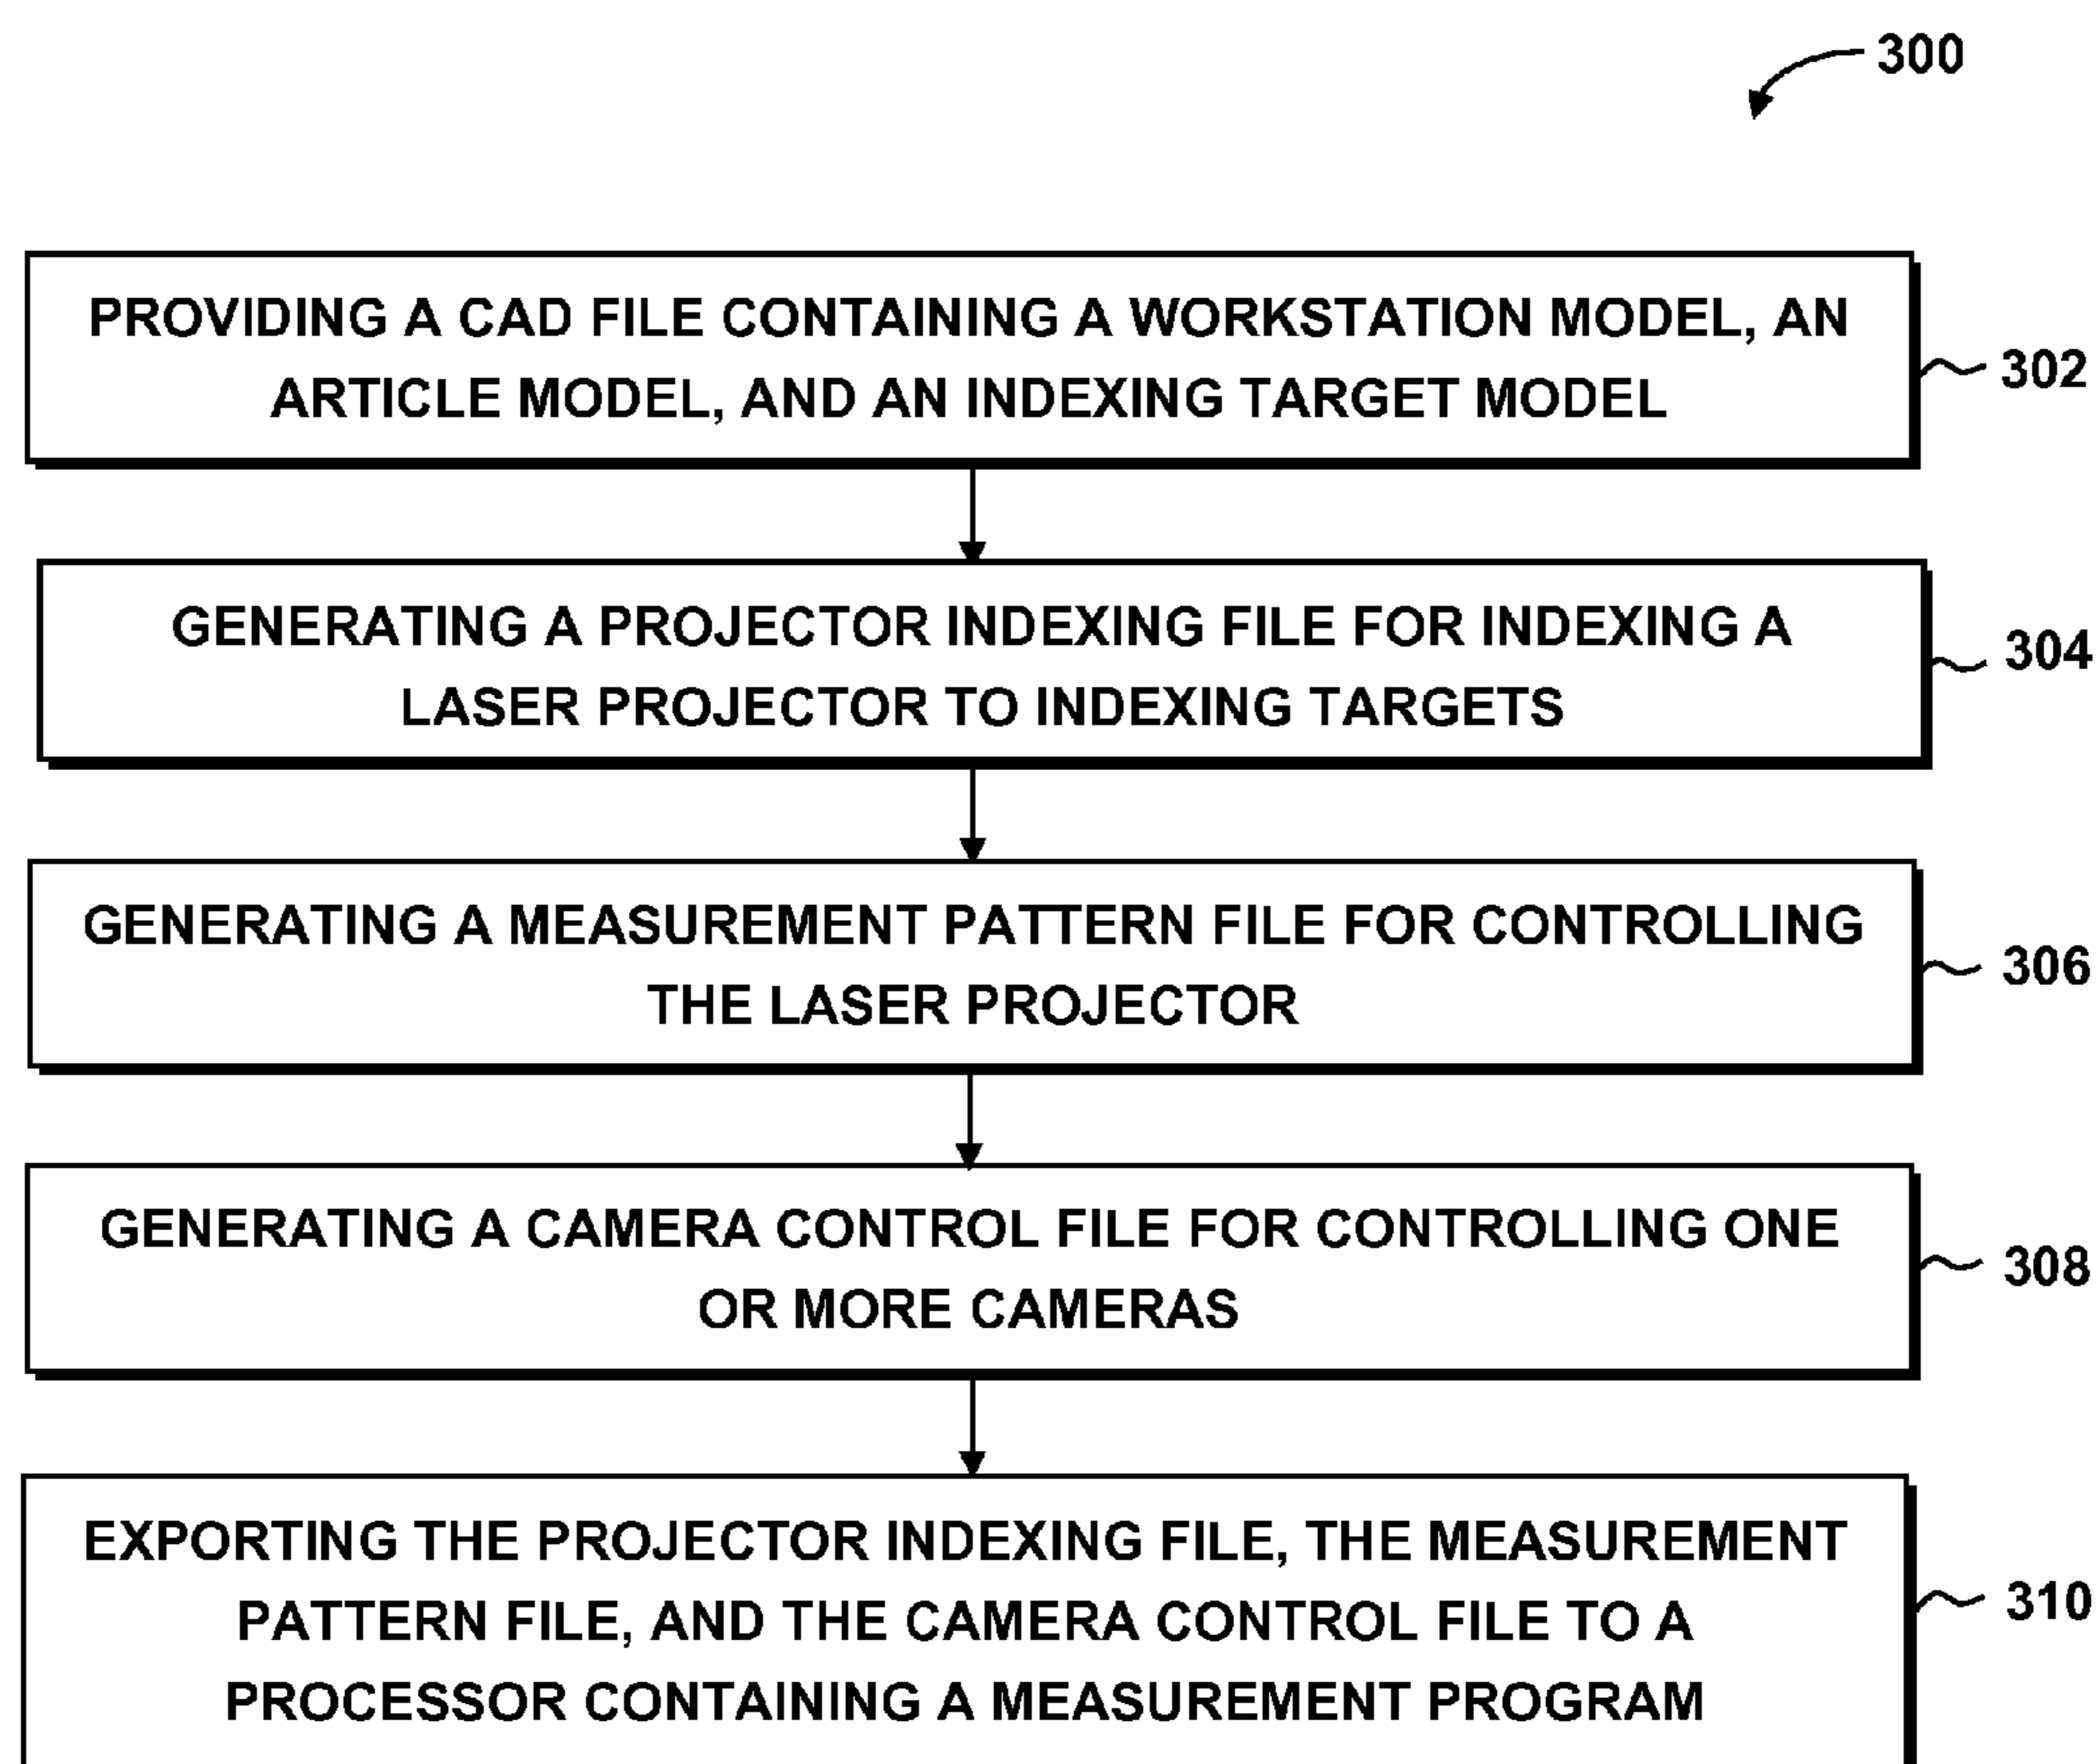 300
PROVIDING A CAD FILE CONTAINING A WORKSTATION MODEL, AN
ARTICLE MODEL, AND AN INDEXING TARGET MODEL
302
GENERATING A PROJECTOR INDEXING FILE FOR INDEXING A
LASER PROJECTOR TO INDEXING TARGETS
304
GENERATING A MEASUREMENT PATTERN FILE FOR CONTROLLING
THE LASER PROJECTOR
306
GENERATING A CAMERA CONTROL FILE FOR CONTROLLING ONE
OR MORE CAMERAS
308
EXPORTING THE PROJECTOR INDEXING FILE, THE MEASUREMENT
PATTERN FILE, AND THE CAMERA CONTROL FILE TO A
PROCESSOR CONTAINING A MEASUREMENT PROGRAM
310